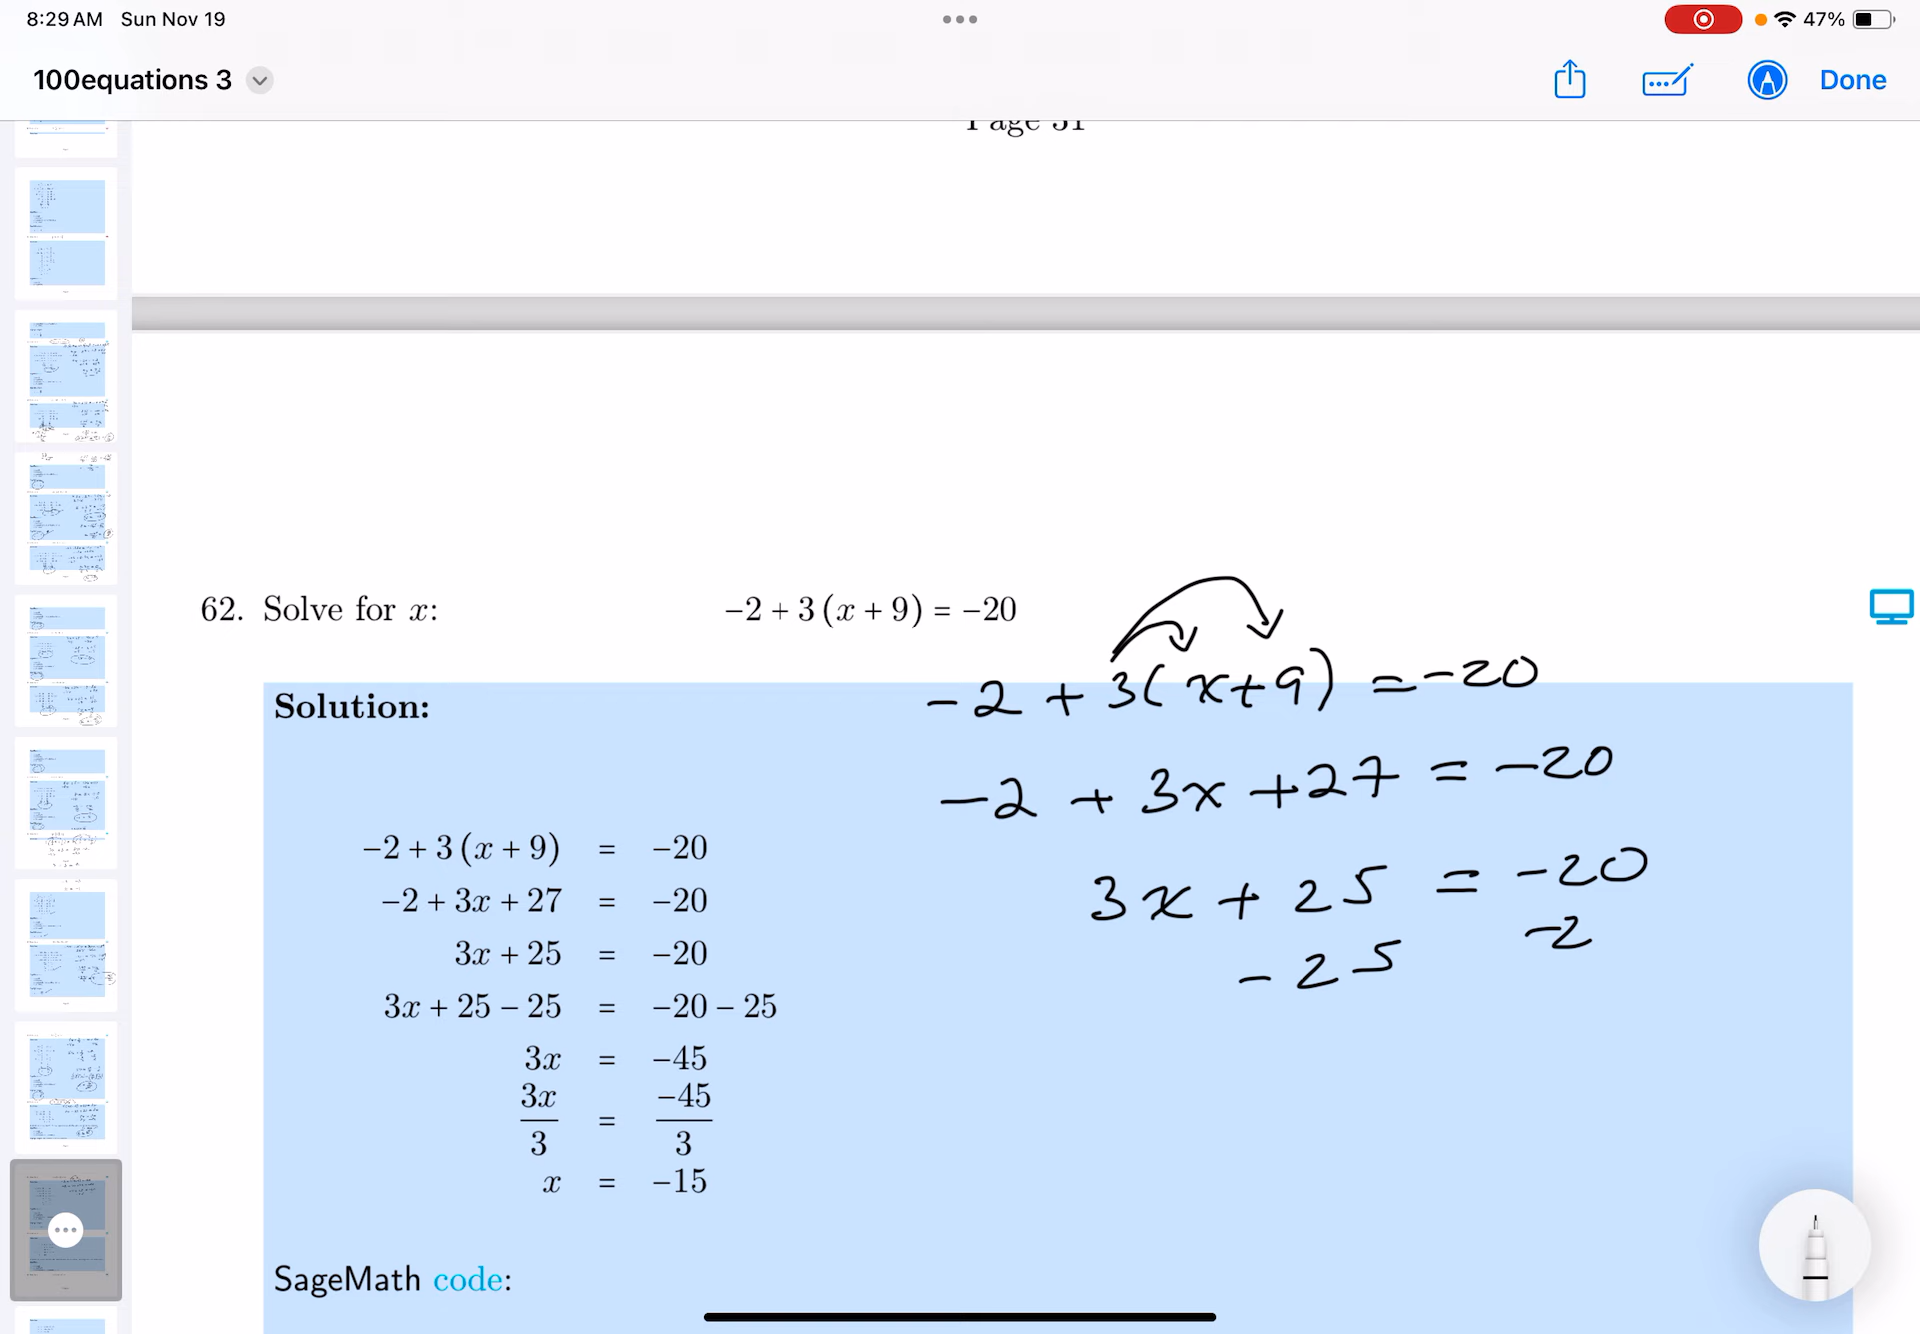 8:29 AM Sun Nov 19
47%
100equations 3
Done
Page 31
62. Solve for x: −2 + 3 (x + 9) = −20
-2 + 3(x+9) = -20
Solution:
-2 + 3x +27 = -20
3x + 25 = -20
-25 -2
−2 + 3 (x + 9) = −20
−2 + 3x + 27 = −20
3x + 25 = −20
3x + 25 − 25 = −20 − 25
3x = −45
3x/3 = −45/3
x = −15
SageMath code: